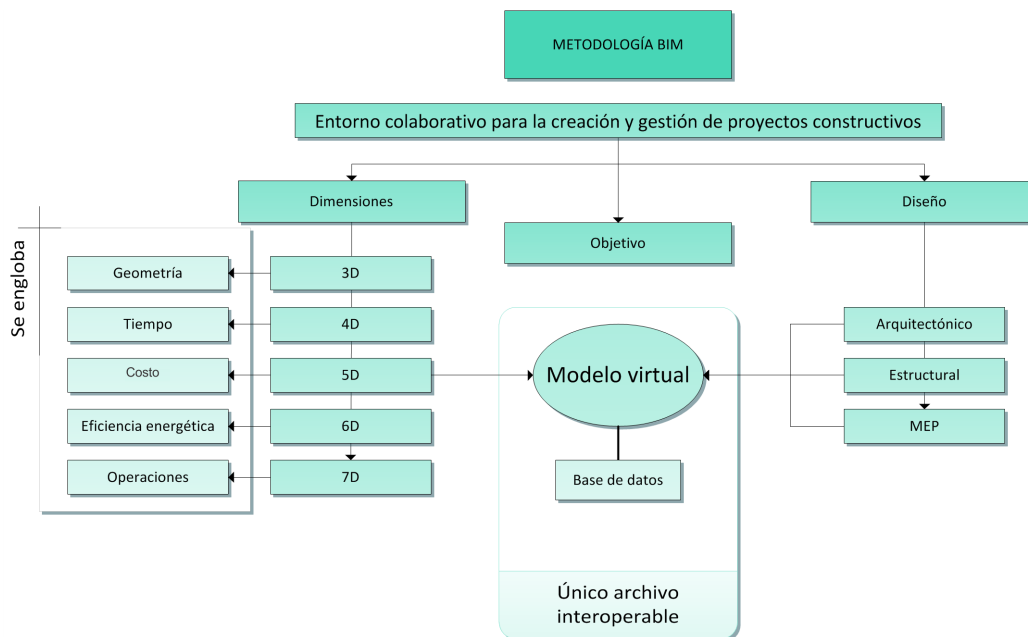 METODOLOGÍA BIM
Entorno colaborativo para la creación y gestión de proyectos constructivos
Dimensiones
Objetivo
Diseño
Se engloba
Geometría
3D
Tiempo
4D
Costo
5D
Eficiencia energética
6D
Operaciones
7D
Modelo virtual
Base de datos
Único archivo
interoperable
Arquitectónico
Estructural
MEP